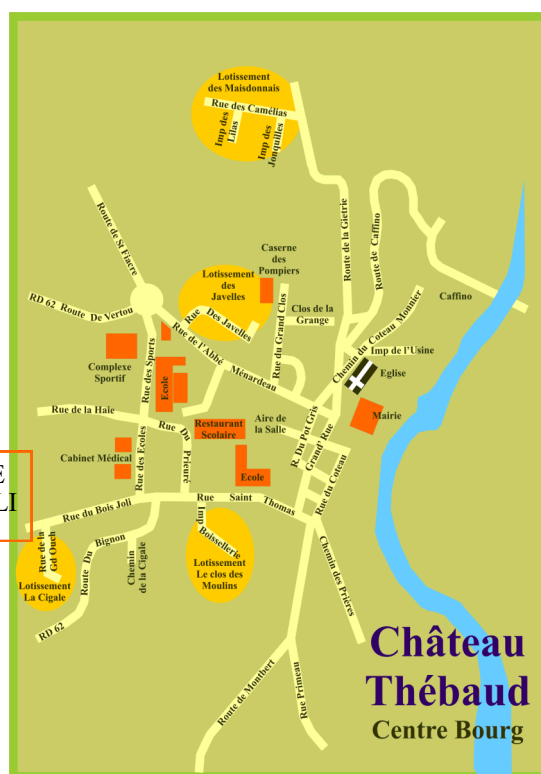 Lotissement
des Maisdonnais
Rue des Camélias
Imp des
Lilas
Imp des
Jonquilles
Route de la Gietrie
Route de Caffino
Route de St Fiacre
Caserne
des
Pompiers
Lotissement
des
Javelles
Caffino
RD 62 Route De Vertou
Rue
Des Javelles
Clos de la
Grange
Rue du Grand Clos
Chemin du Coteau Monnier
Rue de l'Abbé
Ménardeau
Imp de l'Usine
Complexe
Sportif
Rue des Sports
Ecole
Eglise
Rue de la Haïe
Rue
Du
Prieuré
Restaurant
Scolaire
Aire de
la Salle
R. Du Pot Gris
Grand' Rue
Mairie
Cabinet Médical
Rue des Ecoles
Ecole
Rue du Coteau
E
LI
Rue du Bois Joli
Rue Saint Thomas
Imp
Boissellerie
Rue de la
Gd Ouch
Route Du Bignon
Chemin
de la Cigale
Lotissement
Le clos des
Moulins
Chemin des Prières
Lotissement
La Cigale
RD 62
Route de Montbert
Rue Primeau
Château
Thébaud
Centre Bourg